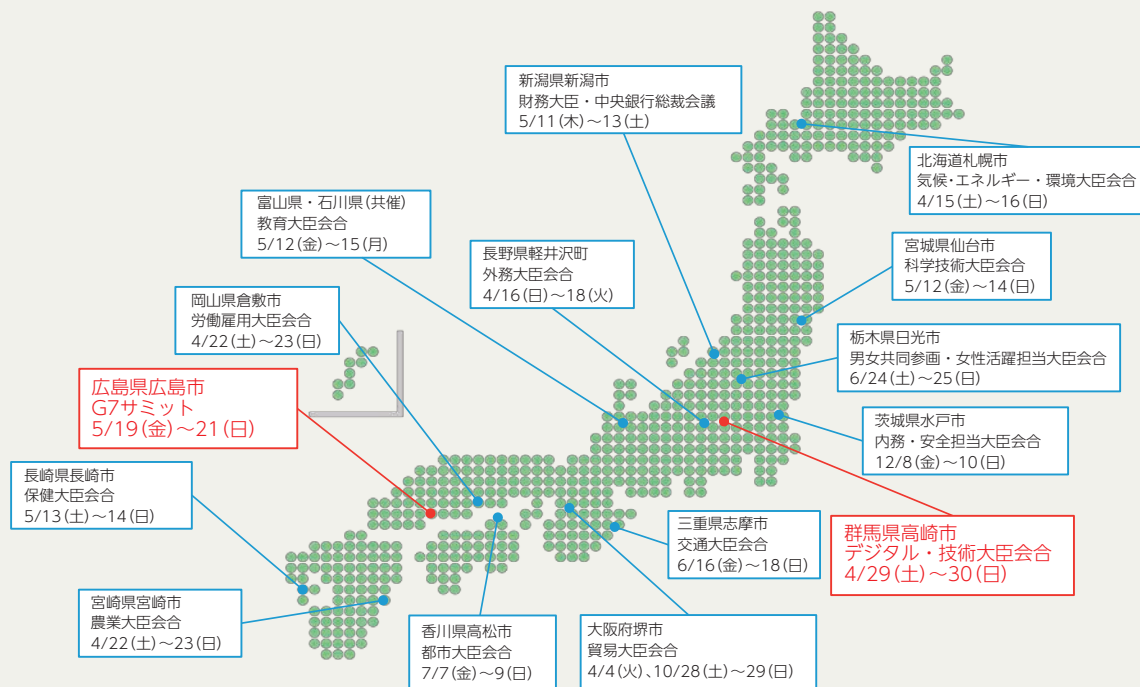 新潟県新潟市
財務大臣・中央銀行総裁会議
5/11(木)～13(土)
北海道札幌市
気候・エネルギー・環境大臣会合
4/15(土)～16(日)
富山県・石川県(共催)
教育大臣会合
5/12(金)～15(月)
長野県軽井沢町
外務大臣会合
4/16(日)～18(火)
宮城県仙台市
科学技術大臣会合
5/12(金)～14(日)
岡山県倉敷市
労働雇用大臣会合
4/22(土)～23(日)
栃木県日光市
男女共同参画・女性活躍担当大臣会合
6/24(土)～25(日)
広島県広島市
G7サミット
5/19(金)～21(日)
茨城県水戸市
内務・安全担当大臣会合
12/8(金)～10(日)
長崎県長崎市
保健大臣会合
5/13(土)～14(日)
三重県志摩市
交通大臣会合
6/16(金)～18(日)
群馬県高崎市
デジタル・技術大臣会合
4/29(土)～30(日)
宮崎県宮崎市
農業大臣会合
4/22(土)～23(日)
香川県高松市
都市大臣会合
7/7(金)～9(日)
大阪府堺市
貿易大臣会合
4/4(火)、10/28(土)～29(日)